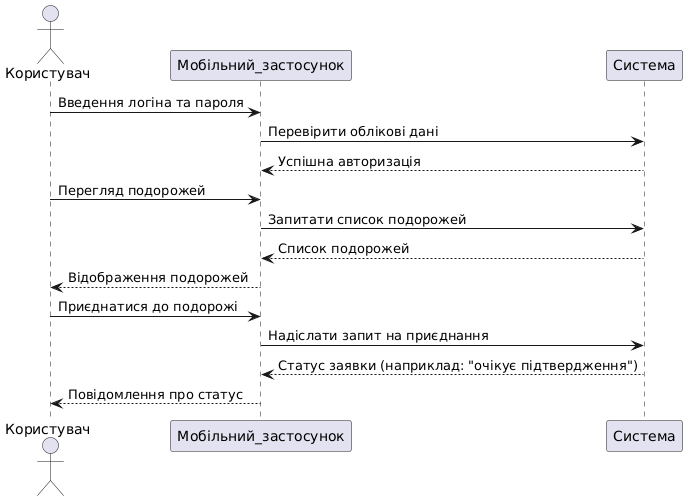 Користувач
Мобільний_застосунок
Система
Введення логіна та пароля
Перевірити облікові дані
Успішна авторизація
Перегляд подорожей
Запитати список подорожей
Список подорожей
Відображення подорожей
Приєднатися до подорожі
Надіслати запит на приєднання
Статус заявки (наприклад: "очікує підтвердження")
Повідомлення про статус
Користувач
Мобільний_застосунок
Система